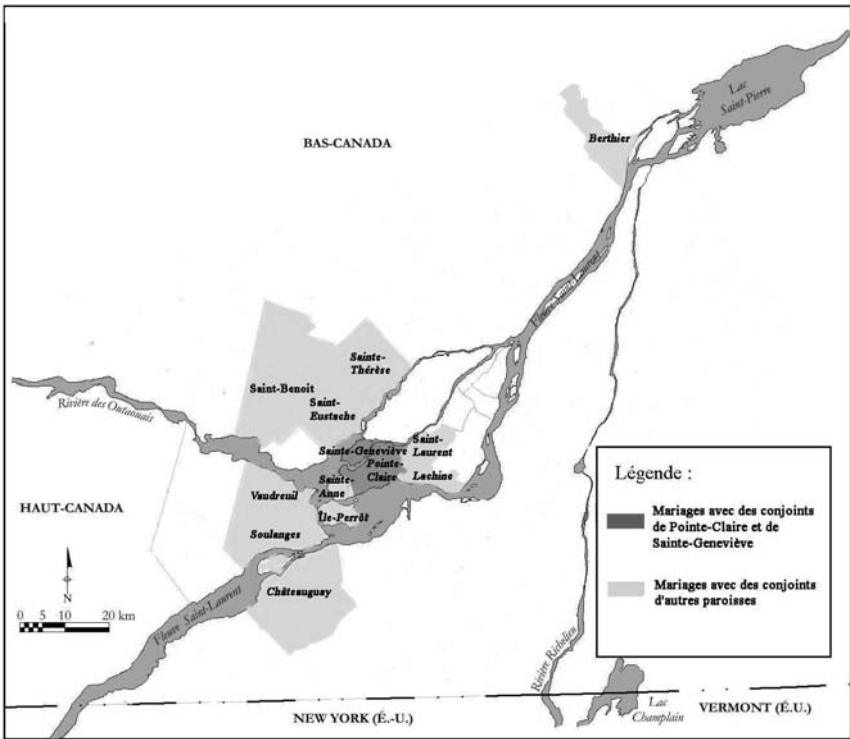 Lac
Saint-Pierre
Berthier
BAS-CANADA
Fleuve Saint-Laurent
Sainte-
Thérèse
Saint-Benoit
Saint-
Eustache
Rivière des Outaouais
Sainte-Geneviève
Saint-
Laurent
Pointe-
Claire
Lachine
Sainte-
Anne
Vaudreuil
HAUT-CANADA
Île-Perrôt
Soulanges
Châteauguay
N
0 5 10 20 km
Fleuve Saint-Laurent
Légende :
Mariages avec des conjoints
de Pointe-Claire et de
Sainte-Geneviève
Mariages avec des conjoints
d'autres paroisses
Rivière Richelieu
Lac
Champlain
NEW YORK (É.-U.)
VERMONT (É.U.)